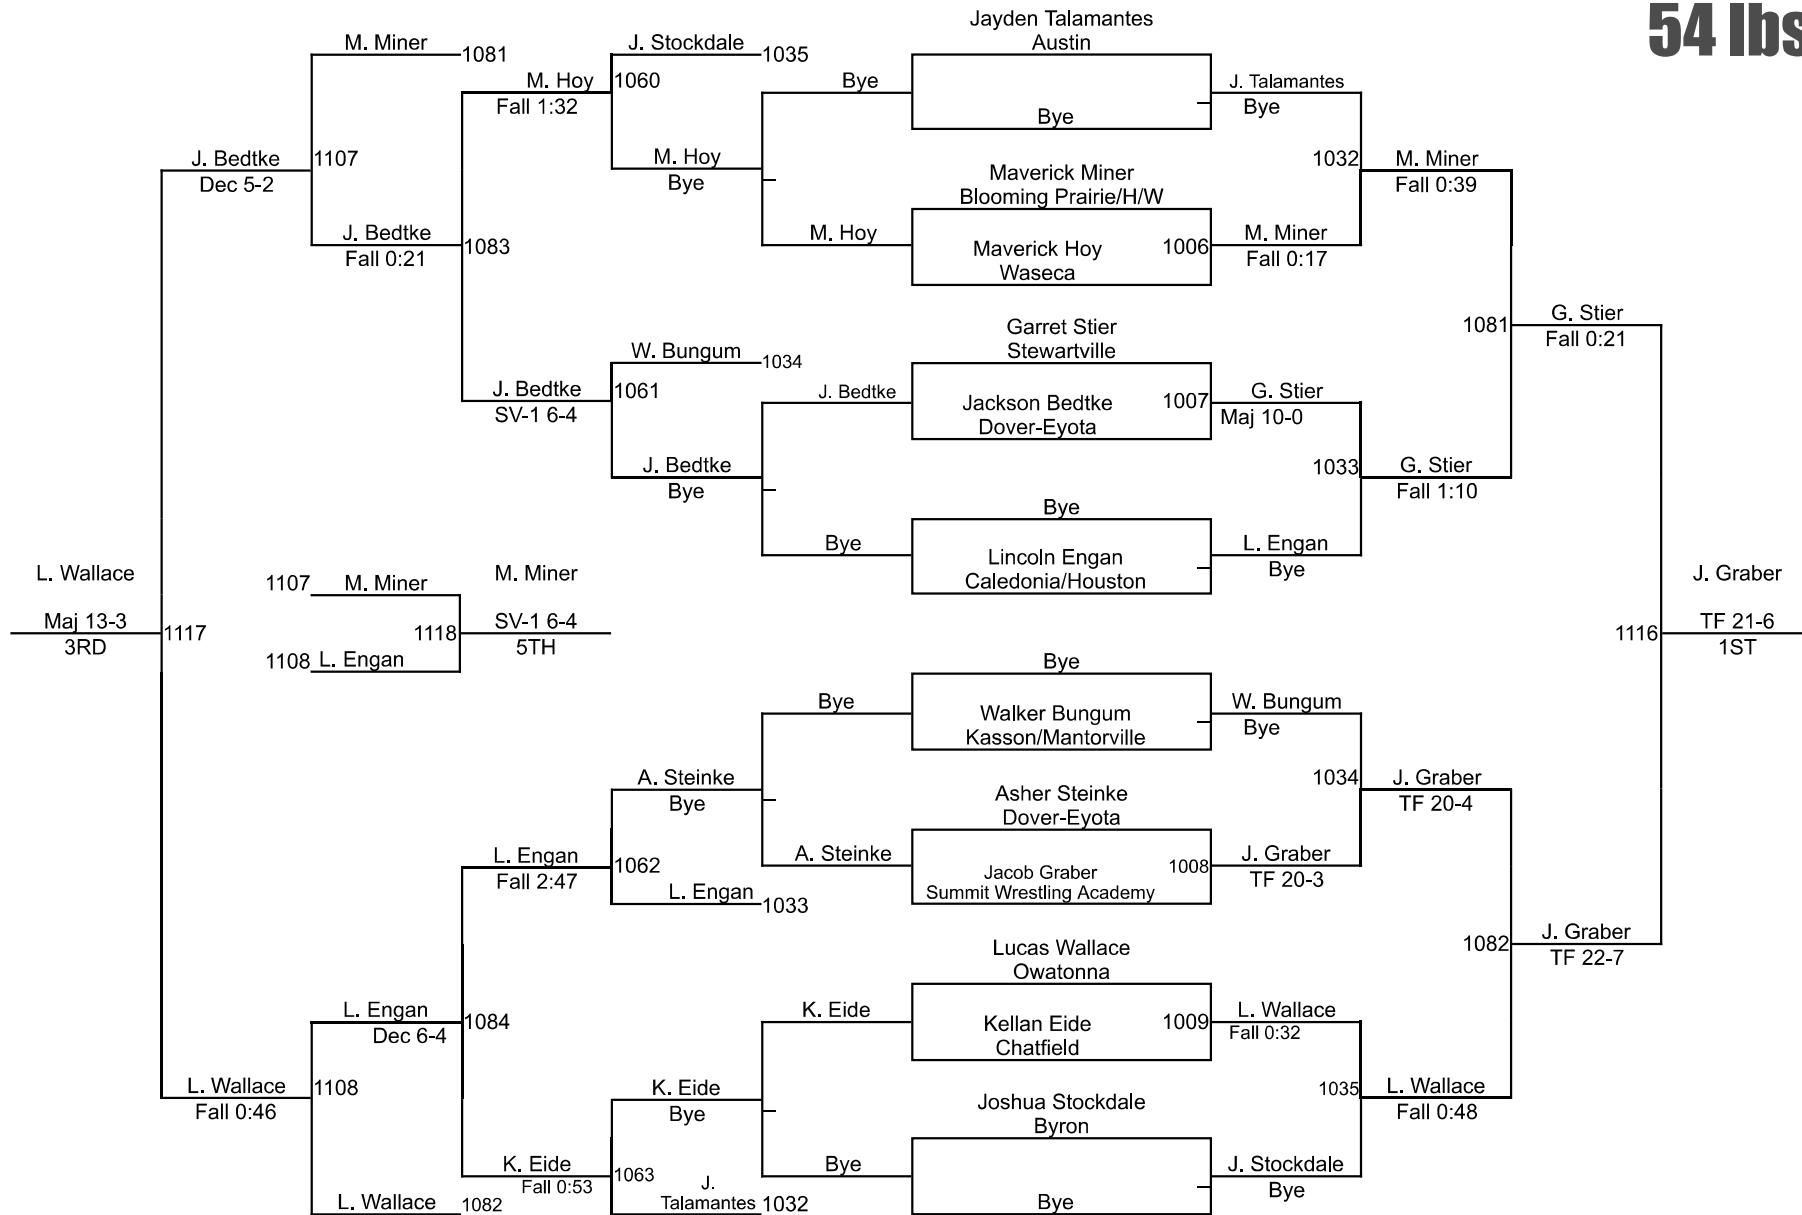 54 lbs
Jayden Talamantes
Austin
M. Miner
1081
J. Stockdale
1035
M. Hoy
1060
Fall 1:32
Bye
Bye
J. Talamantes
Bye
J. Bedtke
1107
Dec 5-2
M. Hoy
Bye
1032
M. Miner
Fall 0:39
Maverick Miner
Blooming Prairie/H/W
J. Bedtke
Fall 0:21
1083
M. Hoy
Maverick Hoy
Waseca
1006
M. Miner
Fall 0:17
Garret Stier
Stewartville
1081
G. Stier
Fall 0:21
W. Bungum
1034
J. Bedtke
1061
SV-1 6-4
J. Bedtke
Jackson Bedtke
Dover-Eyota
1007
G. Stier
Maj 10-0
J. Bedtke
Bye
1033
G. Stier
Fall 1:10
Bye
Bye
Lincoln Engan
Caledonia/Houston
L. Engan
Bye
L. Wallace
Maj 13-3
3RD
1117
1107
M. Miner
1108
L. Engan
1118
M. Miner
SV-1 6-4
5TH
1116
J. Graber
TF 21-6
1ST
Bye
Bye
Walker Bungum
Kasson/Mantorville
W. Bungum
Bye
A. Steinke
Bye
1034
J. Graber
TF 20-4
Asher Steinke
Dover-Eyota
L. Engan
Fall 2:47
1062
A. Steinke
Jacob Graber
Summit Wrestling Academy
1008
J. Graber
TF 20-3
L. Engan
1033
Lucas Wallace
Owatonna
1082
J. Graber
TF 22-7
L. Engan
Dec 6-4
1084
K. Eide
Kellan Eide
Chatfield
1009
L. Wallace
Fall 0:32
L. Wallace
Fall 0:46
1108
K. Eide
Bye
1035
L. Wallace
Fall 0:48
Joshua Stockdale
Byron
K. Eide
Fall 0:53
1063
Bye
Bye
J. Stockdale
Bye
L. Wallace
1082
J.
Talamantes
1032